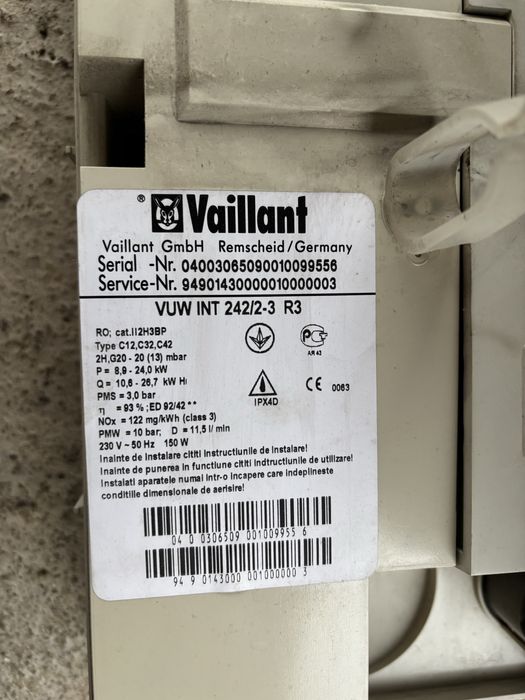 ® Vaillant
Vaillant GmbH Remscheid/Germany
Serial -Nr. 04003065090010099556
Service-Nr. 94901430000010000003
VUW INT 242/2-3 R3
RO; cat.II2H3BP
Type C12,C32,C42
2H,G20 - 20 (13) mbar
P = 8,9 - 24,0 kW
Q = 10,6 - 26,7 kW Hi
PMS = 3,0 bar
η = 93 % ; ED 92/42 **
NOx = 122 mg/kWh (class 3)
PMW = 10 bar; D = 11,5 l/min
230 V ~ 50 Hz 150 W
АЯ 43
IPX4D
CE 0063
Inainte de instalare cititi instructiunile de instalare!
Inainte de punerea in functiune cititi indtructiunile de utilizare!
Instalati aparatele numai intr-o incapere care indeplineste
conditiile dimensionale de aerisire!
04 0 0306509 001009955 6
94 9 0143000 001000000 3